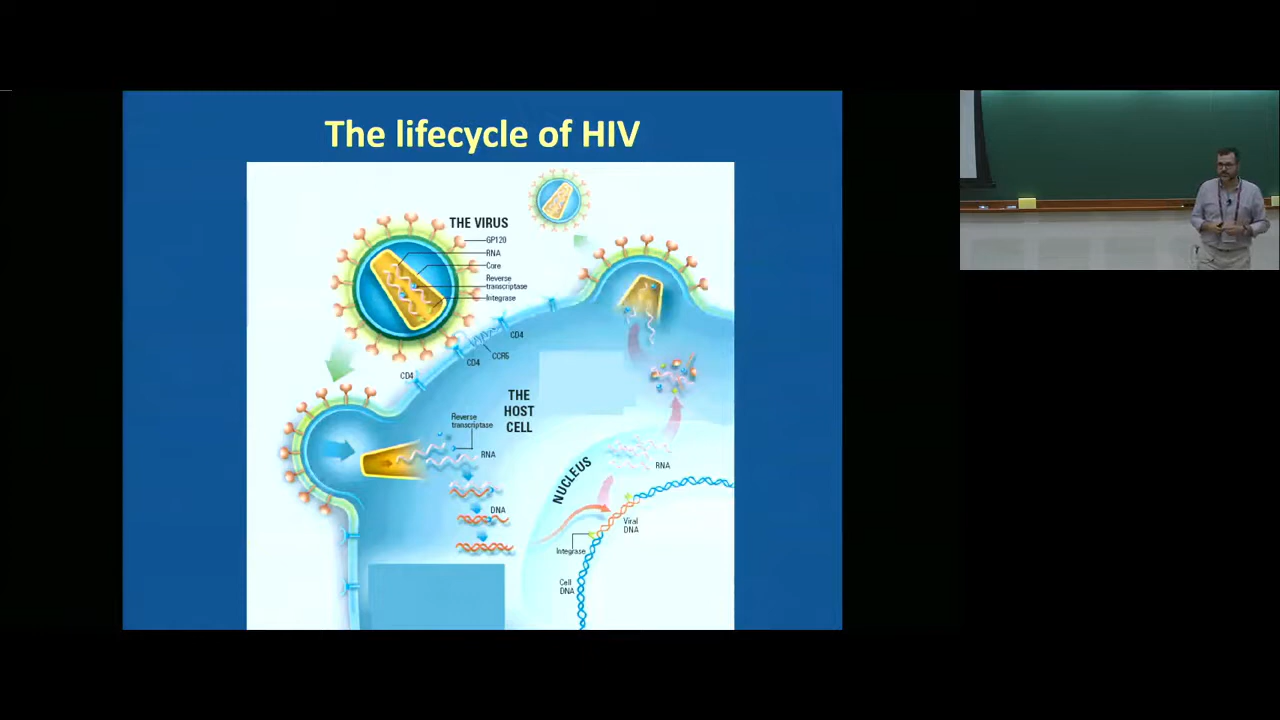 The lifecycle of HIV
THE VIRUS
GP120
RNA
Core
Reverse
transcriptase
Integrase
CD4
CCR5
CD4
CD4
THE
HOST
CELL
Reverse
transcriptase
RNA
DNA
NUCLEUS
RNA
Viral
DNA
Integrase
Cell
DNA